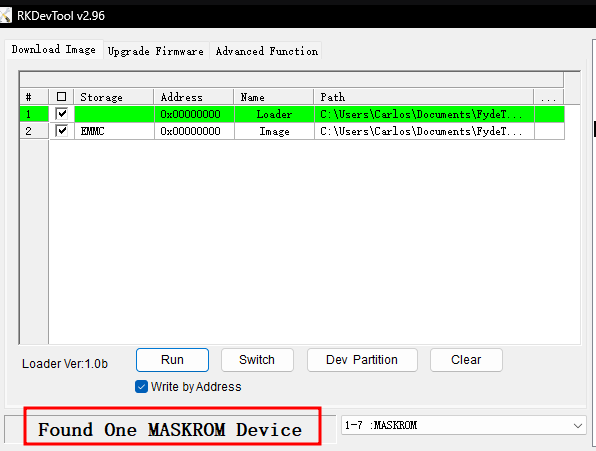 RKDevTool v2.96
Download Image Upgrade Firmware Advanced Function
# Storage Address Name Path ...
1 0x00000000 Loader C:\Users\Carlos\Documents\FydeT...
2 EMMC 0x00000000 Image C:\Users\Carlos\Documents\FydeT...
Loader Ver:1.0b Run Switch Dev Partition Clear
Write by Address
Found One MASKROM Device 1-7 :MASKROM